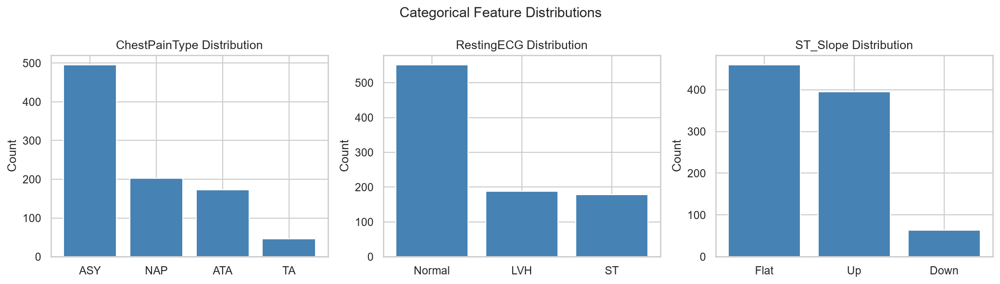 Categorical Feature Distributions
ChestPainType Distribution
500
400
300
200
100
0
Count
ASY NAP ATA TA
RestingECG Distribution
500
400
300
200
100
0
Count
Normal LVH ST
ST_Slope Distribution
400
300
200
100
0
Count
Flat Up Down